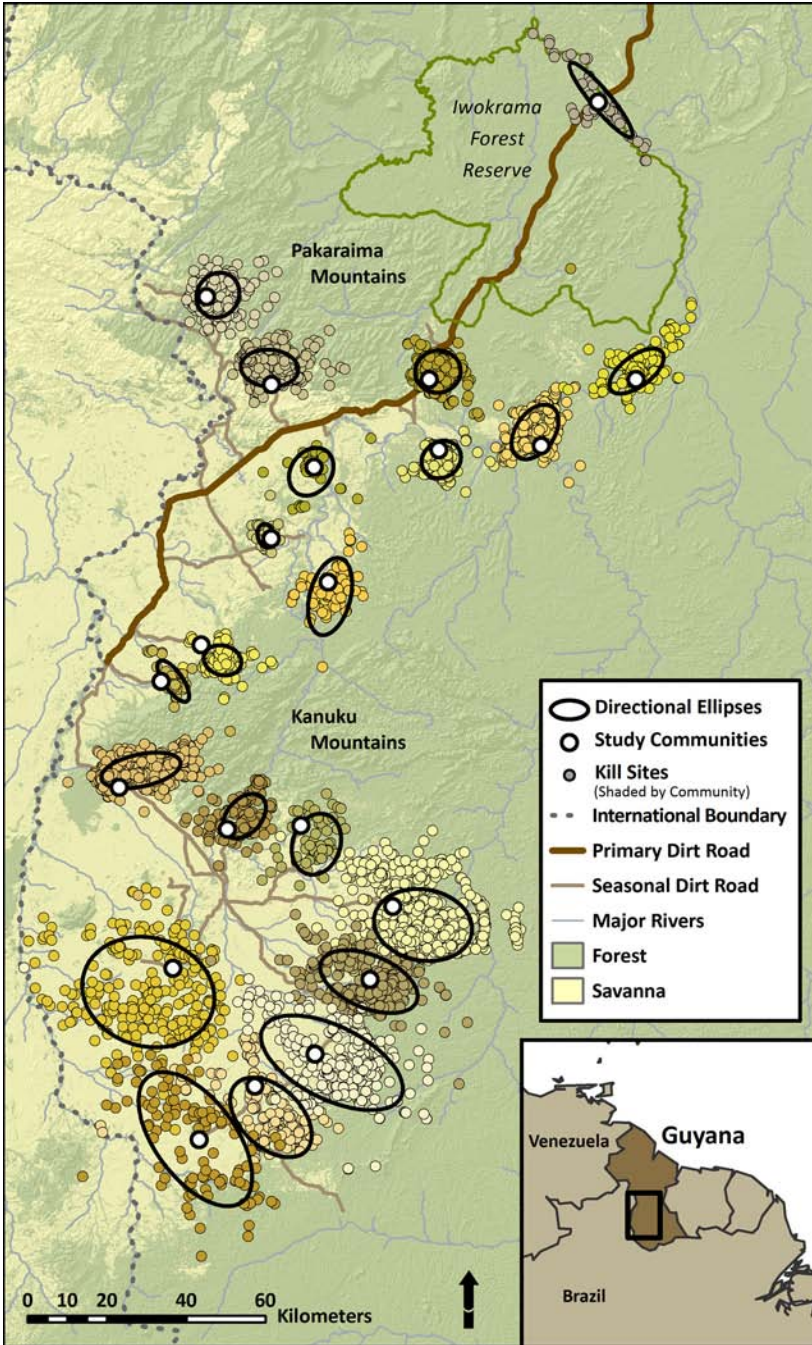 Iwokrama
Forest
Reserve
Pakaraima
Mountains
Kanuku
Mountains
Directional Ellipses
Study Communities
Kill Sites
(Shaded by Community)
International Boundary
Primary Dirt Road
Seasonal Dirt Road
Major Rivers
Forest
Savanna
Venezuela
Guyana
Brazil
0 10 20 40 60
Kilometers